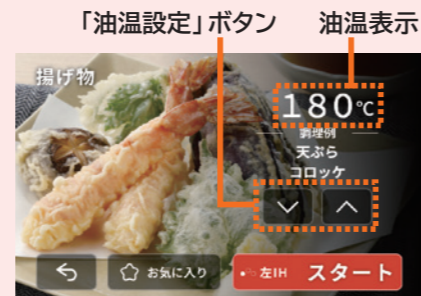 「油温設定」ボタン 油温表示
揚げ物
180℃
調理例
天ぷら
コロッケ
お気に入り
左IH スタート